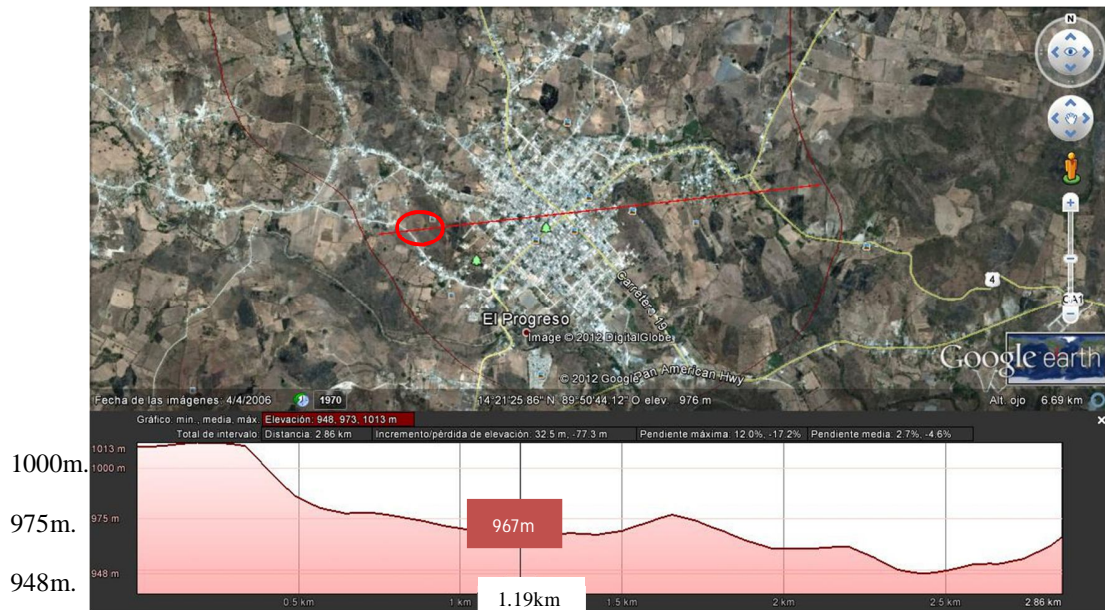 N
4
CA1
Carretero 19
El Progreso
Image © 2012 DigitalGlobe
© 2012 Google
Pan American Hwy
Google earth
Fecha de las imágenes: 4/4/2006 1970 14°21'25.86" N 89°50'44.12" O elev. 976 m Alt. ojo 6.69 km
Gráfico: mín., media, máx Elevación: 948, 973, 1013 m
Total de intervalo Distancia: 2.86 km Incremento/pérdida de elevación: 32.5 m, -77.3 m Pendiente máxima: 12.0%, -17.2% Pendiente media: 2.7%, -4.6%
1013 m
1000m. 1000 m
975m. 975 m
967m
948m. 948 m
0.5 km 1 km 1.19km 1.5 km 2 km 2.5 km 2.86 km